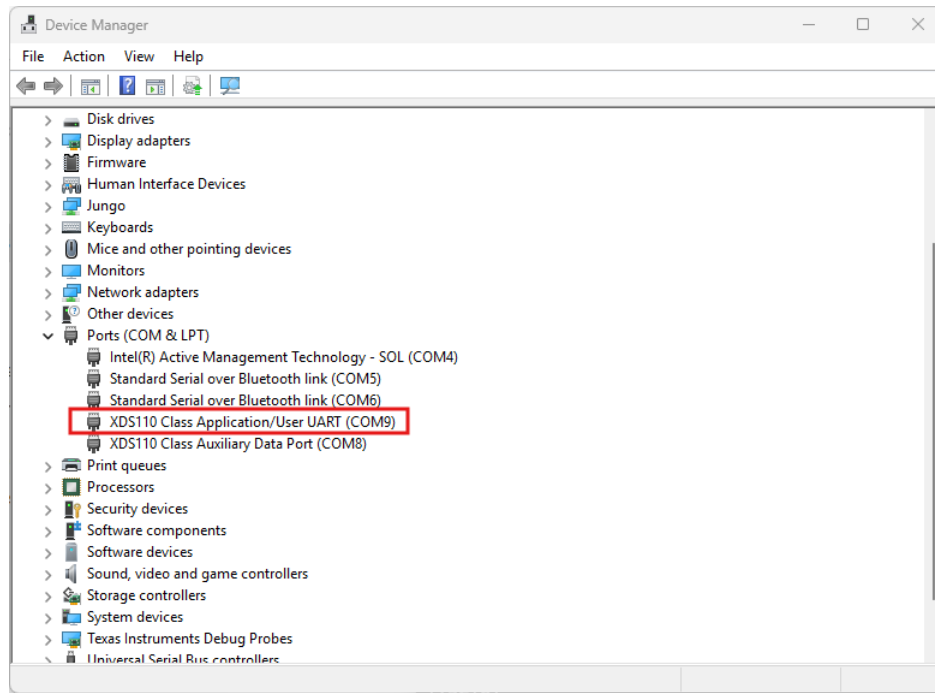 Device Manager
File Action View Help
Disk drives
Display adapters
Firmware
Human Interface Devices
Jungo
Keyboards
Mice and other pointing devices
Monitors
Network adapters
Other devices
Ports (COM & LPT)
Intel(R) Active Management Technology - SOL (COM4)
Standard Serial over Bluetooth link (COM5)
Standard Serial over Bluetooth link (COM6)
XDS110 Class Application/User UART (COM9)
XDS110 Class Auxiliary Data Port (COM8)
Print queues
Processors
Security devices
Software components
Software devices
Sound, video and game controllers
Storage controllers
System devices
Texas Instruments Debug Probes
Universal Serial Bus controllers